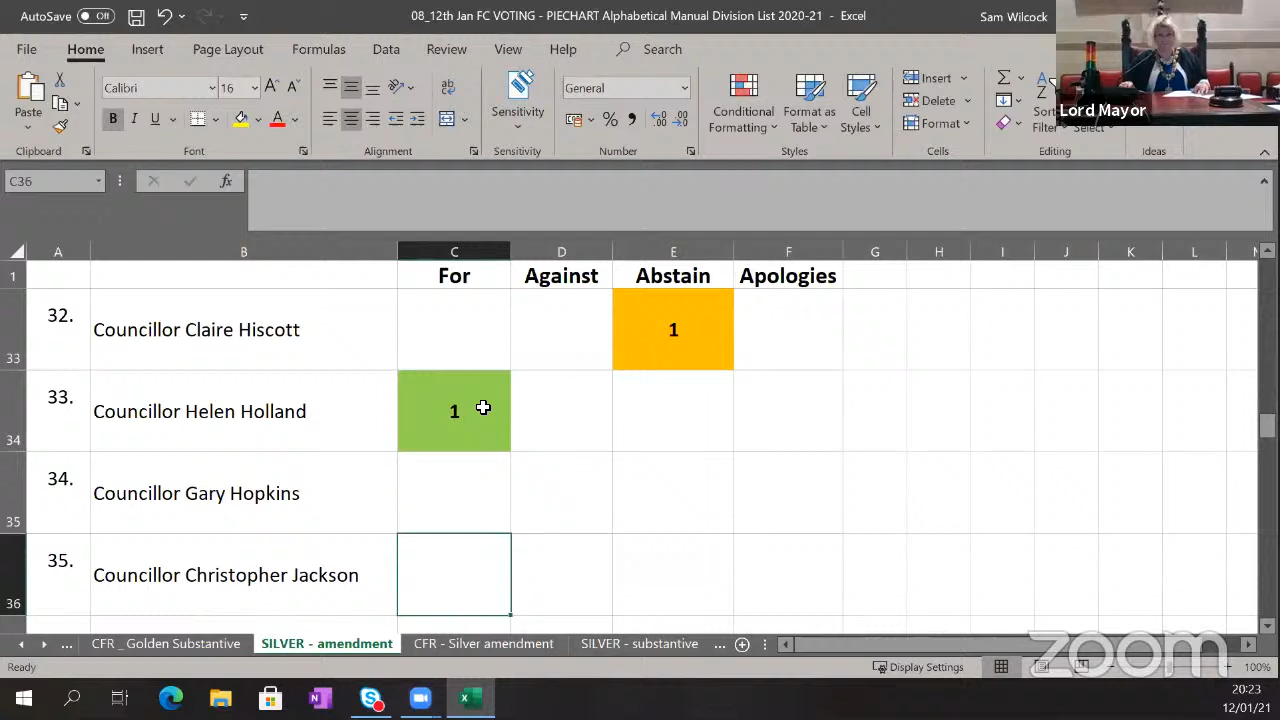 AutoSave Off 08_12th Jan FC VOTING - PIECHART Alphabetical Manual Division List 2020-21 - Excel Sam Wilcock
File Home Insert Page Layout Formulas Data Review View Help Search
Calibri 16 A A ab General Insert Σ A
Paste Sensitivity Conditional Format as Cell Delete Sor
B I U A % , Formatting Table Styles Format Filter
Lord Mayor
Clipboard Font Alignment Sensitivity Number Styles Cells Editing Ideas
C36 fx
A B C D E F G H I J K L M
1 For Against Abstain Apologies
32. Councillor Claire Hiscott 1
33
33. Councillor Helen Holland 1
34
34. Councillor Gary Hopkins
35
35. Councillor Christopher Jackson
36
... CFR _ Golden Substantive SILVER - amendment CFR - Silver amendment SILVER - substantive ...
zoom
Ready Display Settings 100%
20:23
12/01/21